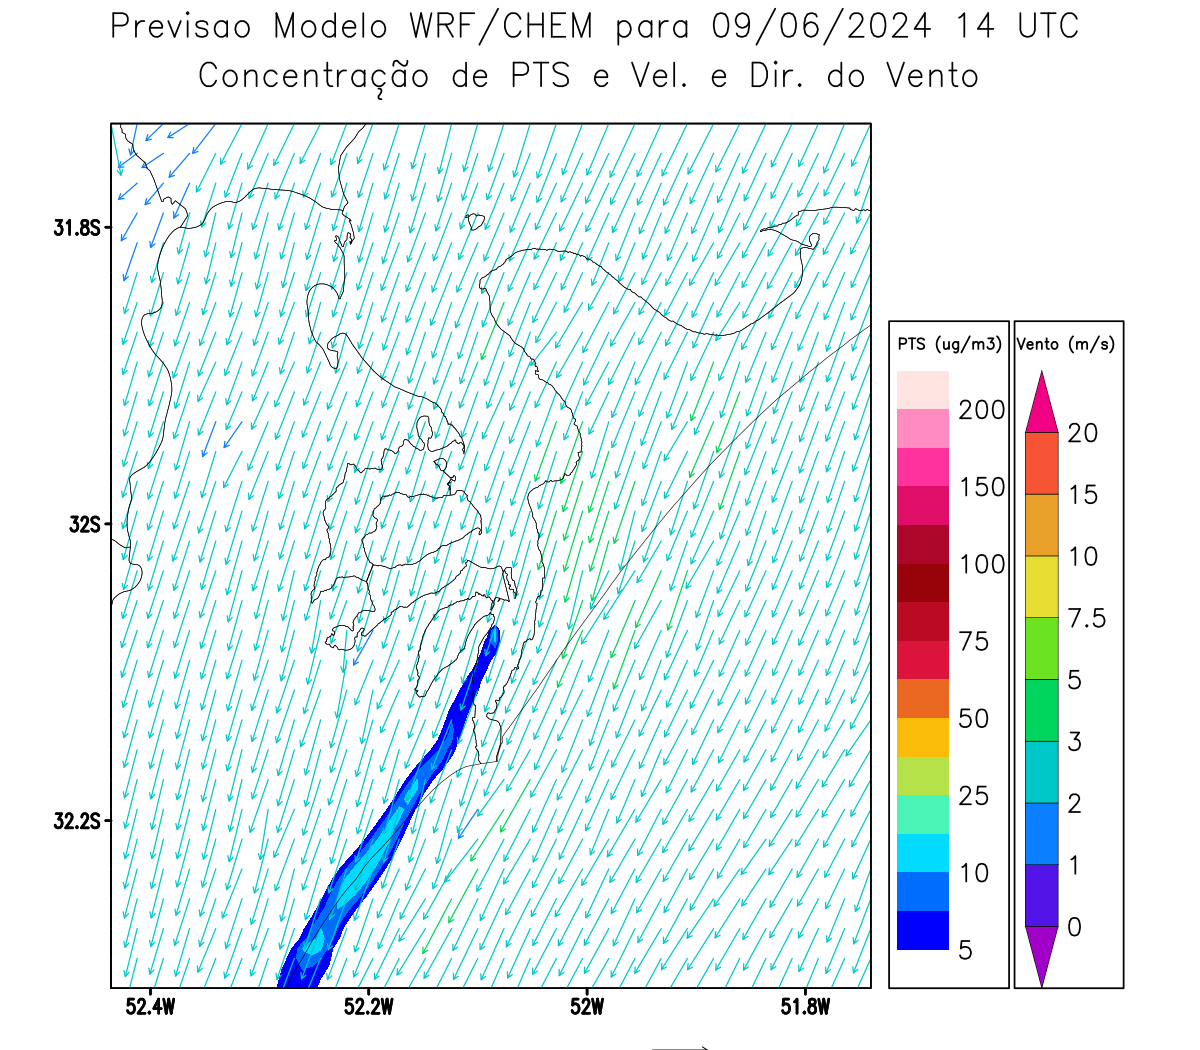 Previsao Modelo WRF/CHEM para 09/06/2024 14 UTC
Concentração de PTS e Vel. e Dir. do Vento
31.8S
32S
32.2S
52.4W
52.2W
52W
51.8W
PTS (ug/m3)
200
150
100
75
50
25
10
5
Vento (m/s)
20
15
10
7.5
5
3
2
1
0